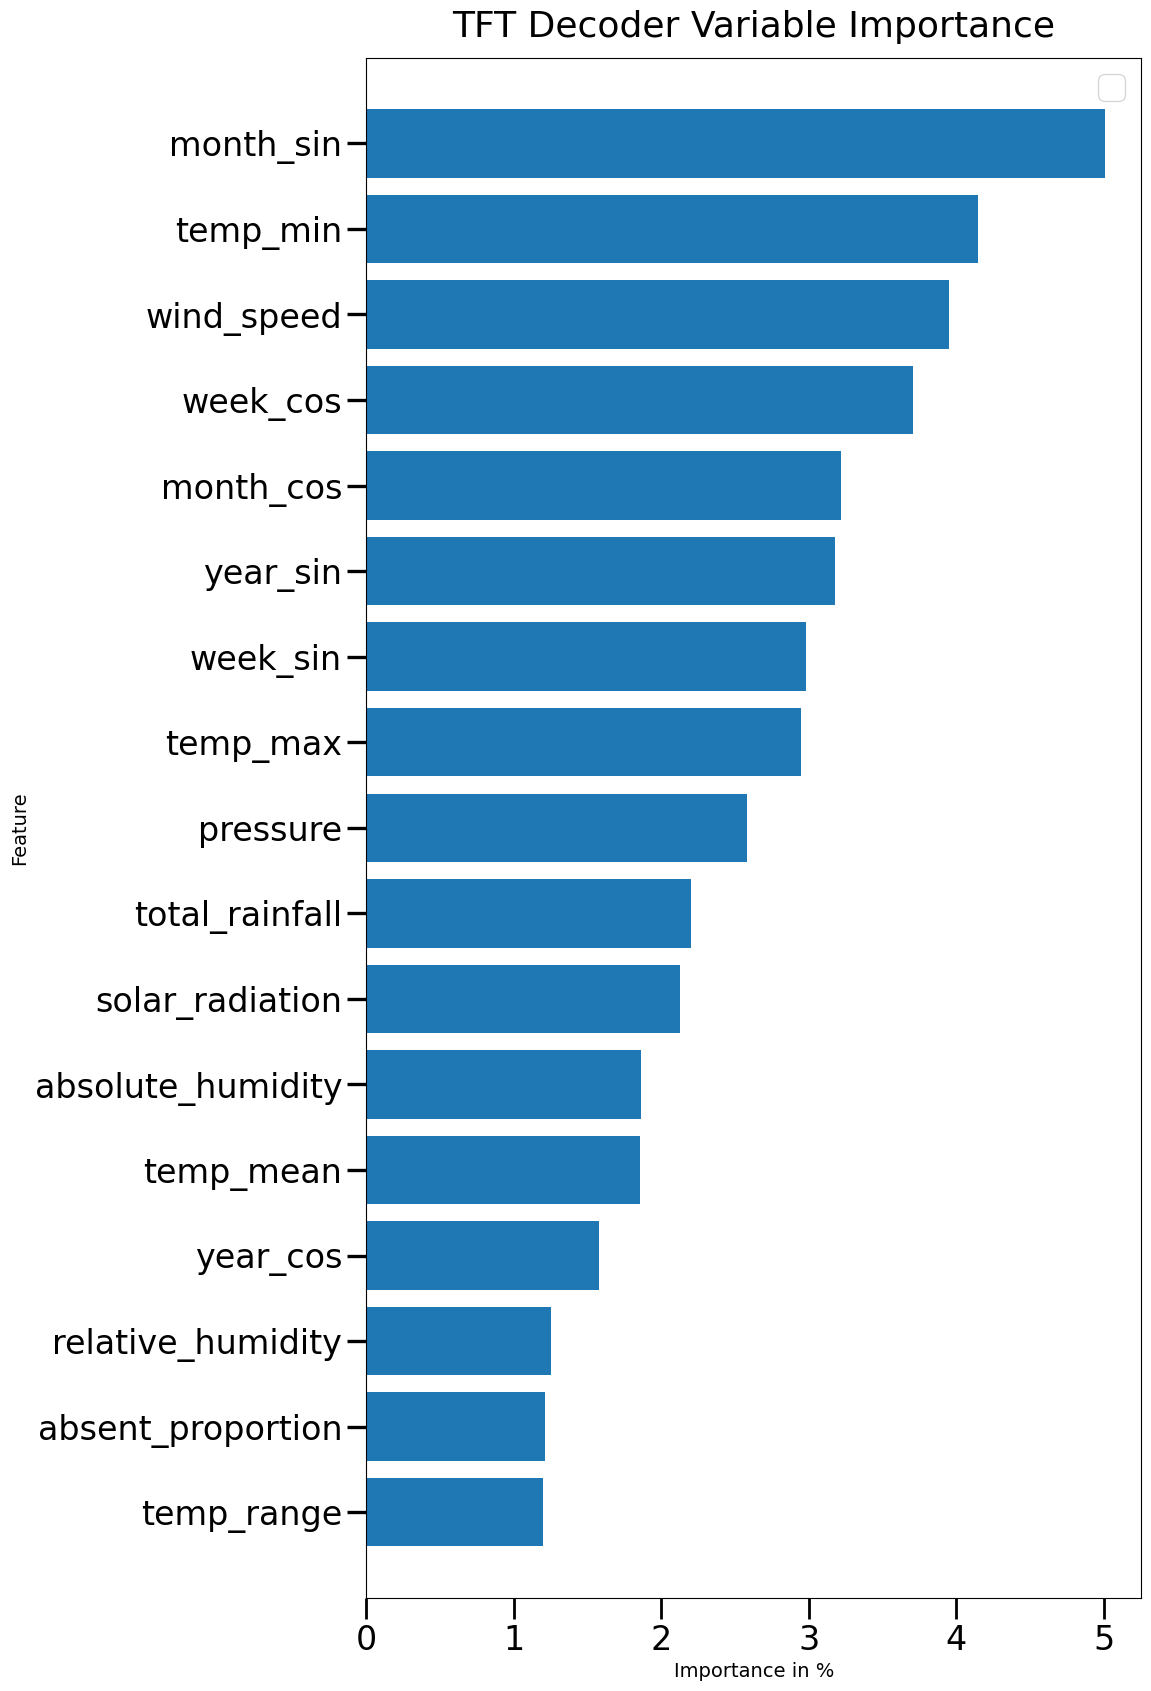 TFT Decoder Variable Importance
month_sin
temp_min
wind_speed
week_cos
month_cos
year_sin
week_sin
temp_max
pressure
total_rainfall
solar_radiation
absolute_humidity
temp_mean
year_cos
relative_humidity
absent_proportion
temp_range
Feature
0 1 2 3 4 5
Importance in %